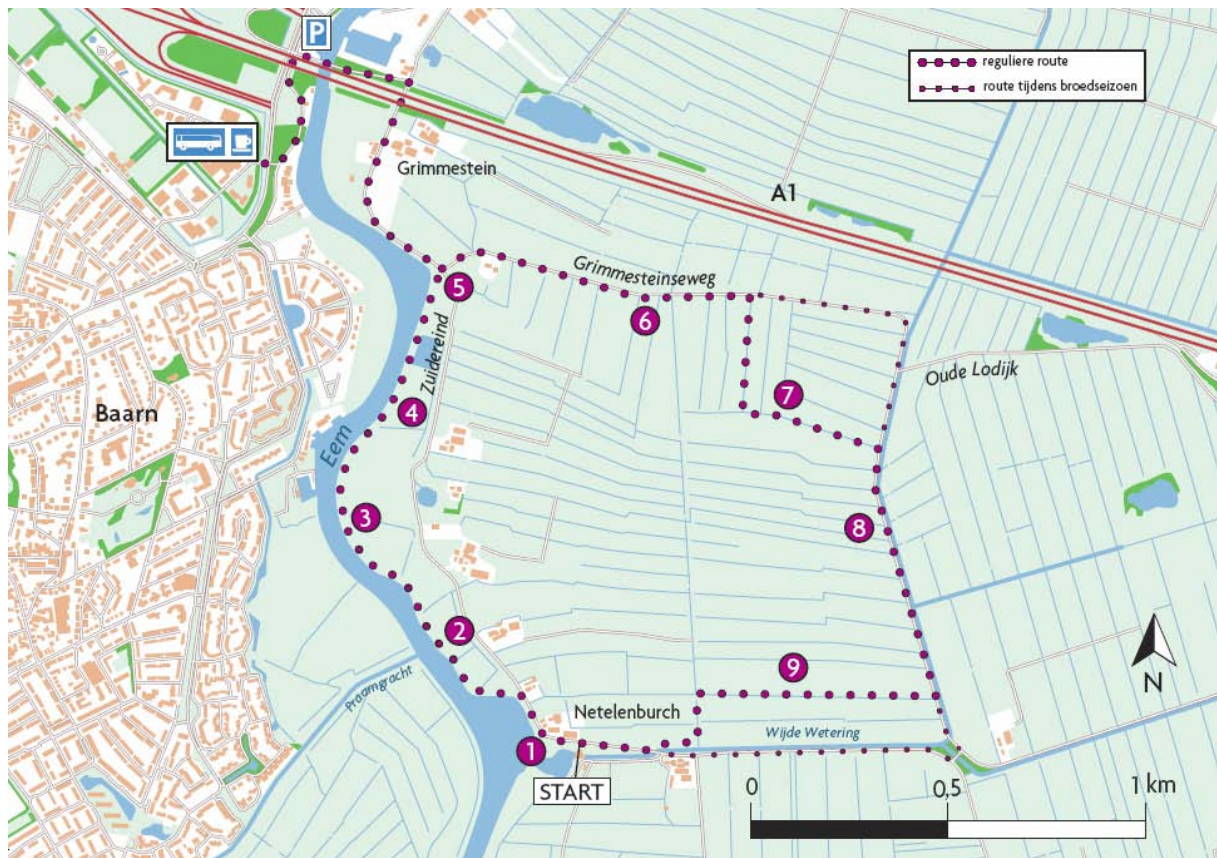 P
reguliere route
route tijdens broedseizoen
Grimmestein
A1
Grimmesteinseweg
5
6
Zuidereind
Oude Lodijk
7
4
Baarn
Eem
3
8
2
9
N
Praamgracht
Netelenburch
Wijde Wetering
1
START
0
0,5
1 km